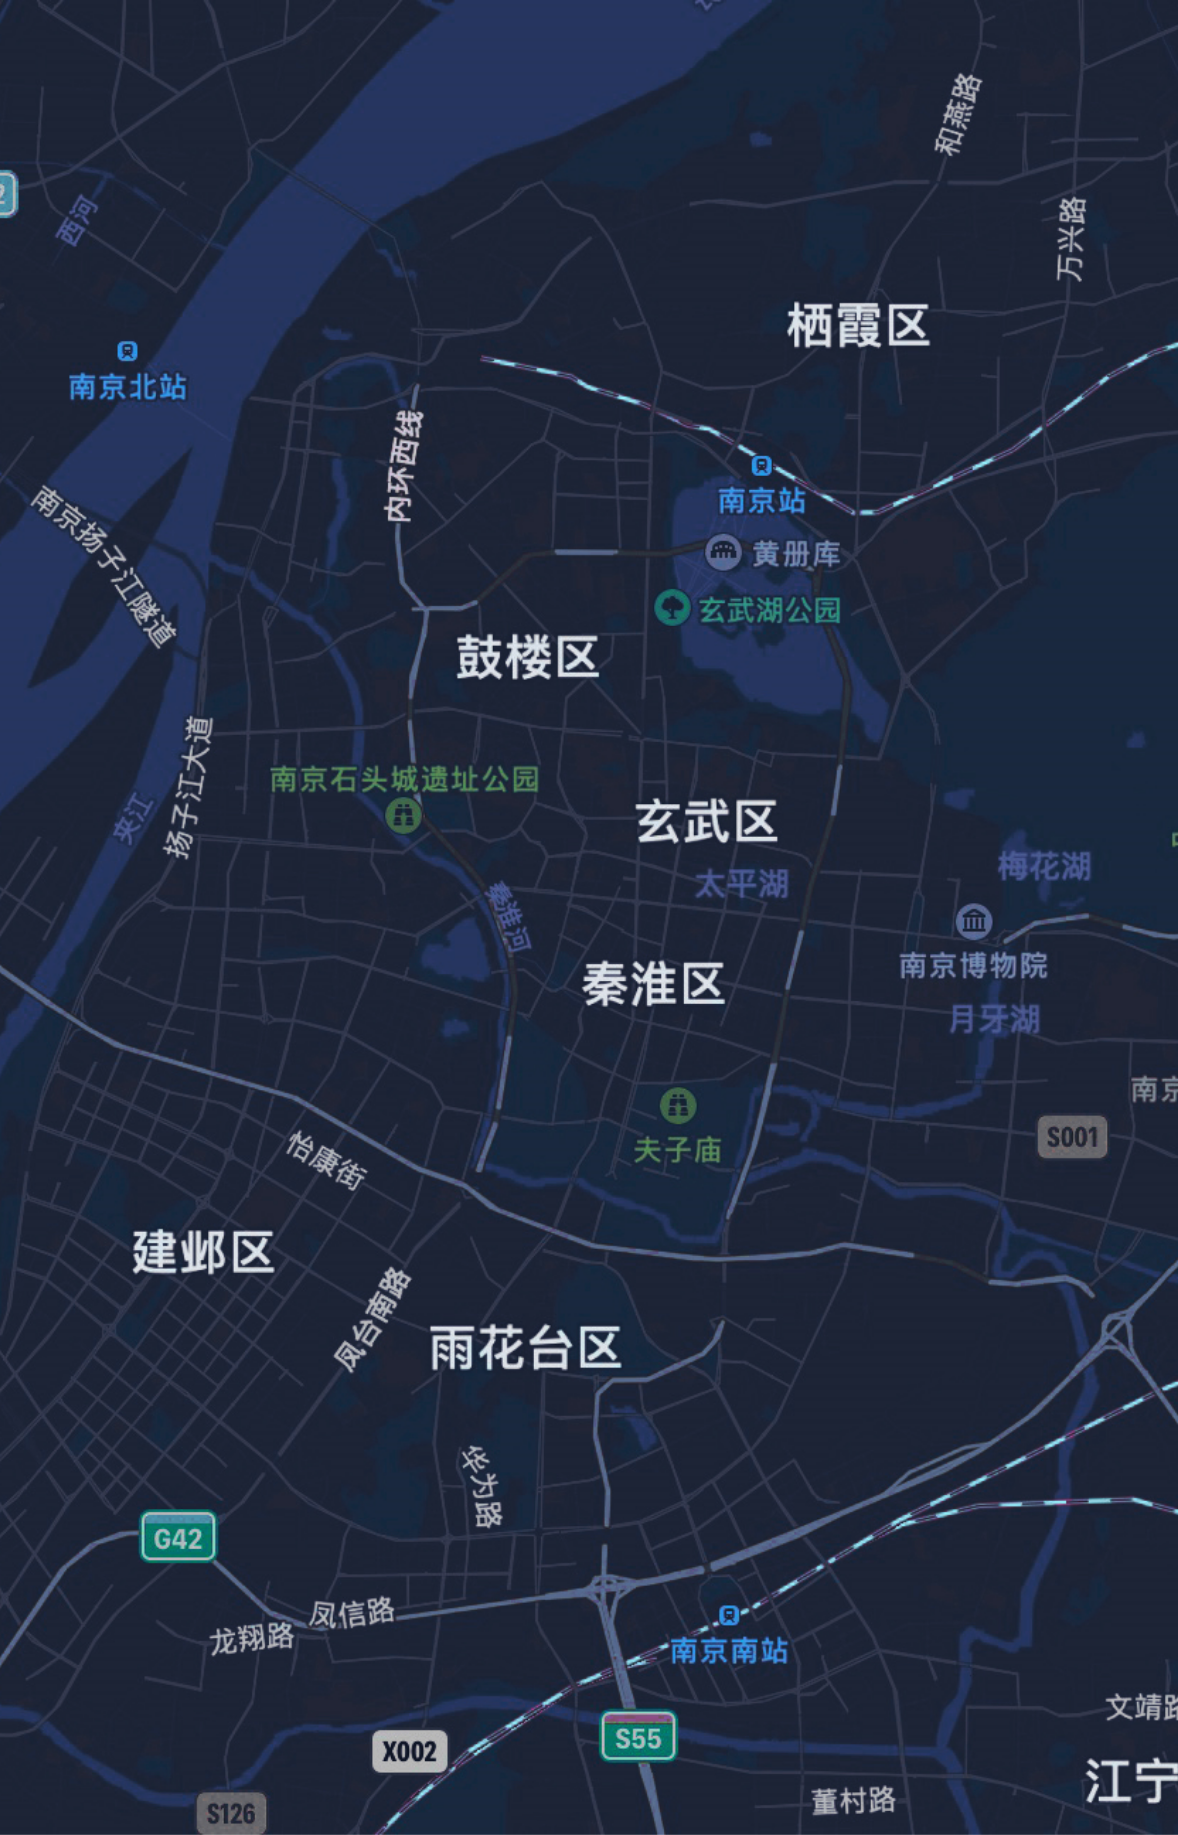 和燕路
西河
万兴路
栖霞区
南京北站
内环西线
南京站
南京扬子江隧道
黄册库
玄武湖公园
鼓楼区
扬子江大道
南京石头城遗址公园
夹江
玄武区
梅花湖
太平湖
秦淮河
南京博物院
秦淮区
月牙湖
南京
S001
夫子庙
怡康街
建邺区
凤台南路
雨花台区
华为路
G42
凤信路
龙翔路
南京南站
文靖路
S55
X002
江宁
董村路
S126